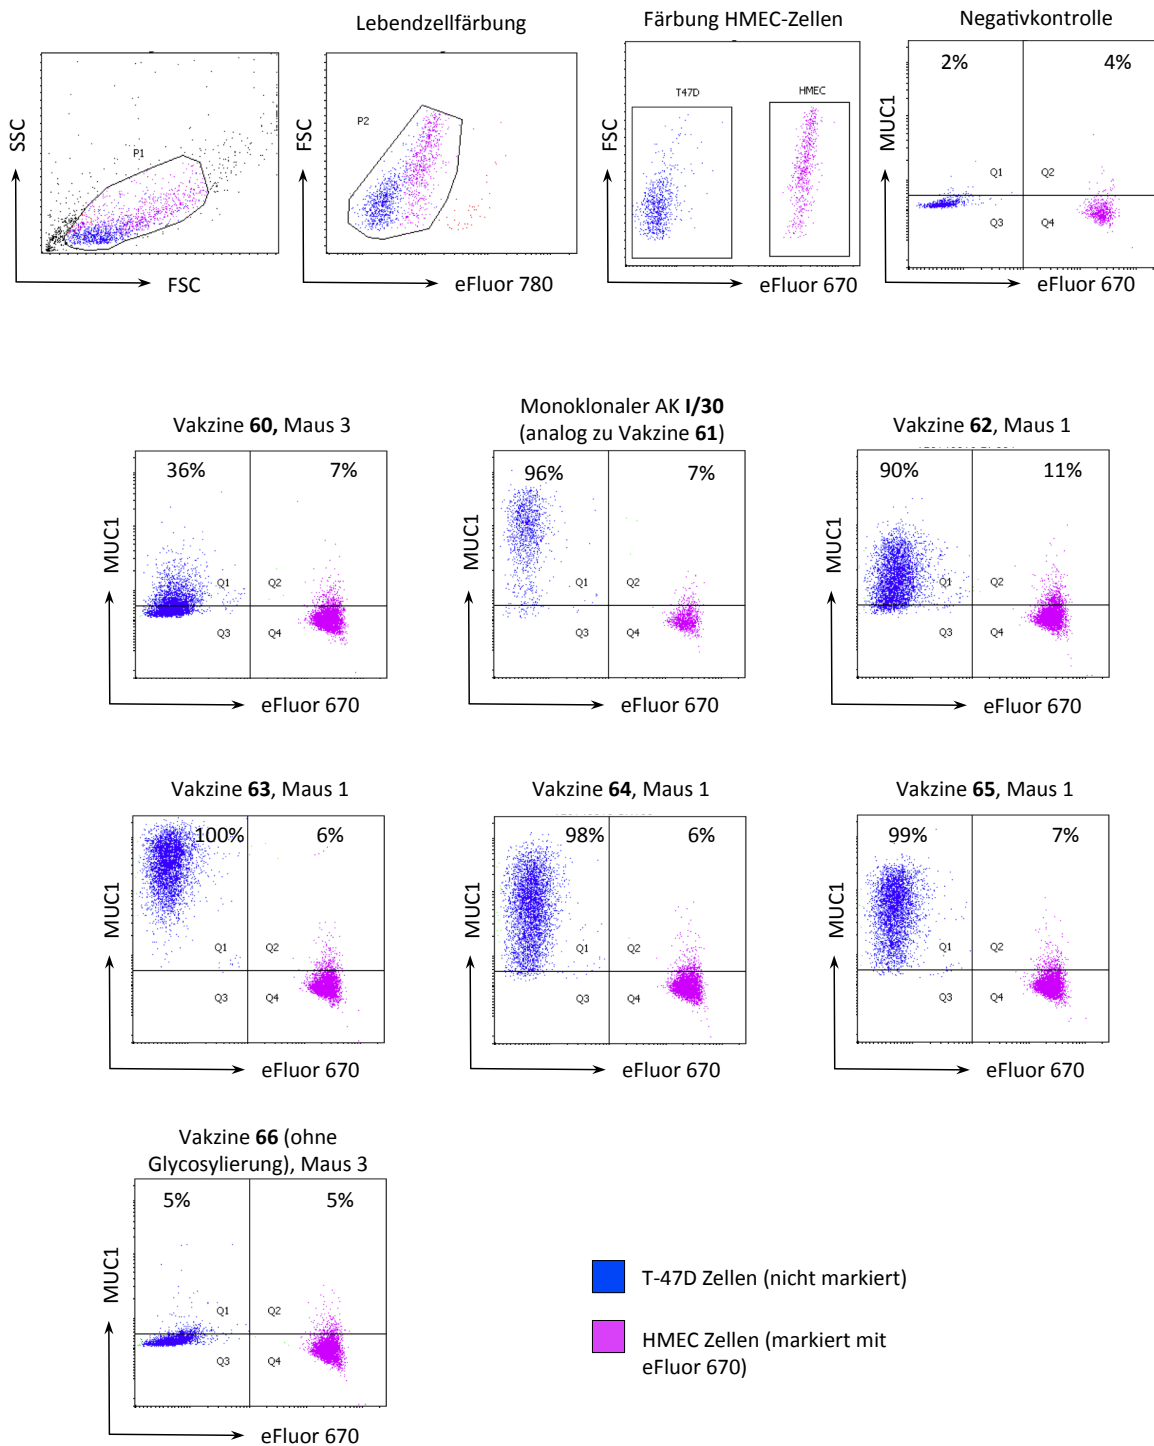 Lebendzellfärbung
Färbung HMEC-Zellen
Negativkontrolle
SSC
P1
FSC
FSC
P2
eFluor 780
FSC
T47D
HMEC
eFluor 670
MUC1
2%
4%
Q1
Q2
Q3
Q4
eFluor 670
Vakzine 60, Maus 3
MUC1
36%
7%
Q1
Q2
Q3
Q4
eFluor 670
Monoklonaler AK I/30
(analog zu Vakzine 61)
MUC1
96%
7%
Q1
Q2
Q3
Q4
eFluor 670
Vakzine 62, Maus 1
MUC1
90%
11%
Q1
Q2
Q3
Q4
eFluor 670
Vakzine 63, Maus 1
MUC1
100%
6%
Q1
Q2
Q3
Q4
eFluor 670
Vakzine 64, Maus 1
MUC1
98%
6%
Q1
Q2
Q3
Q4
eFluor 670
Vakzine 65, Maus 1
MUC1
99%
7%
Q1
Q2
Q3
Q4
eFluor 670
Vakzine 66 (ohne
Glycosylierung), Maus 3
MUC1
5%
5%
Q1
Q2
Q3
Q4
eFluor 670
T-47D Zellen (nicht markiert)
HMEC Zellen (markiert mit
eFluor 670)